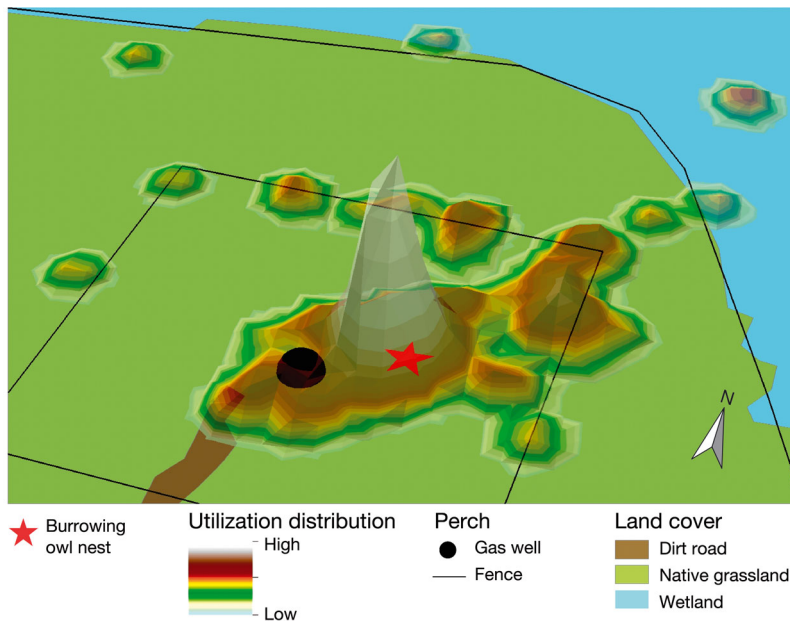 N
Burrowing
owl nest
Utilization distribution
High
Low
Perch
Gas well
Fence
Land cover
Dirt road
Native grassland
Wetland